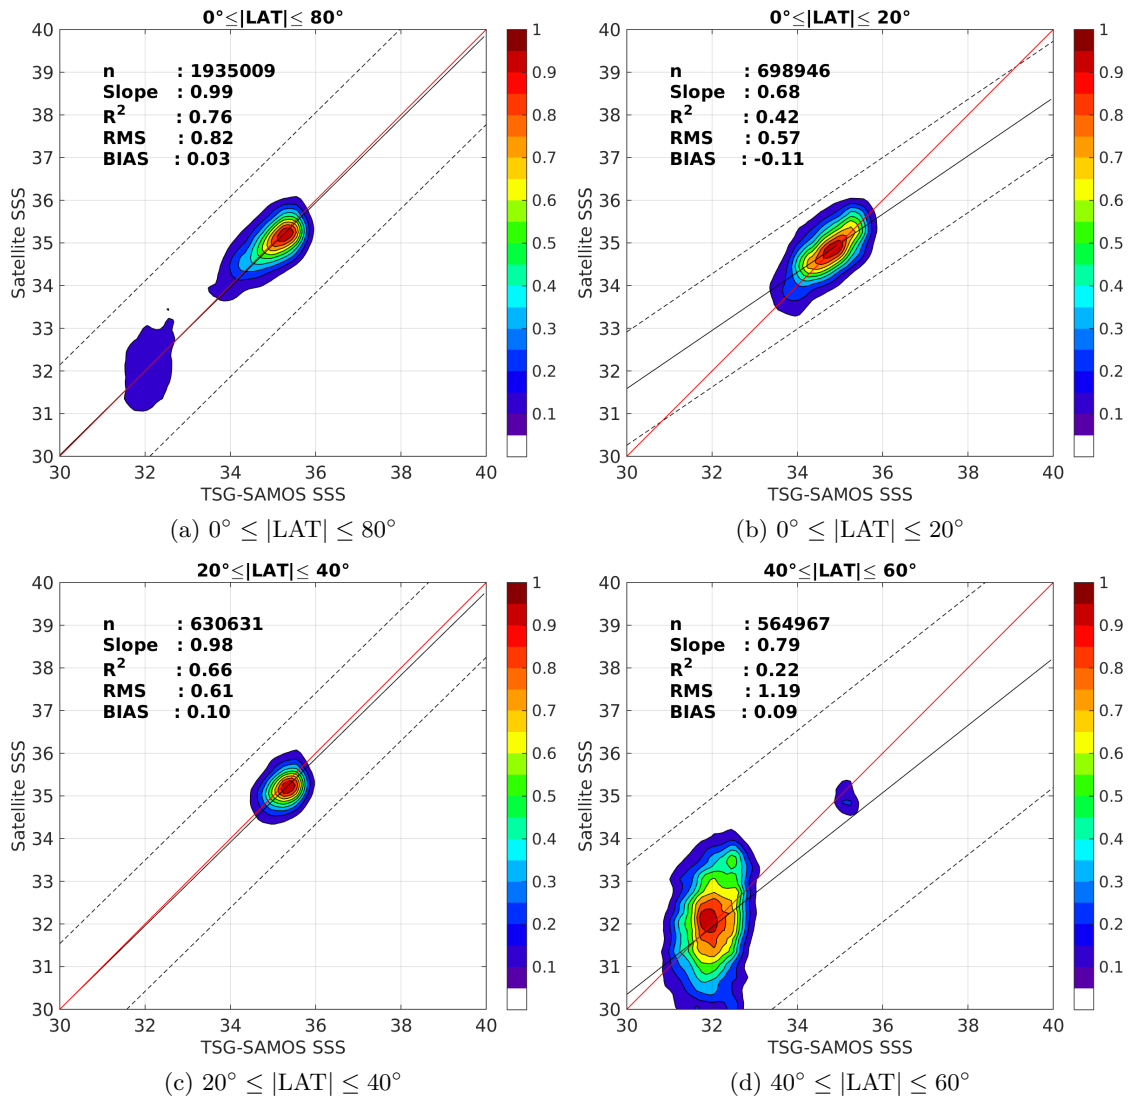 0°≤|LAT|≤ 80°
n : 1935009
Slope : 0.99
R² : 0.76
RMS : 0.82
BIAS : 0.03
40
39
38
37
36
35
34
33
32
31
30
30 32 34 36 38 40
Satellite SSS
TSG-SAMOS SSS
1
0.9
0.8
0.7
0.6
0.5
0.4
0.3
0.2
0.1
(a) 0° ≤ |LAT| ≤ 80°
0°≤|LAT|≤ 20°
n : 698946
Slope : 0.68
R² : 0.42
RMS : 0.57
BIAS : -0.11
40
39
38
37
36
35
34
33
32
31
30
30 32 34 36 38 40
Satellite SSS
TSG-SAMOS SSS
1
0.9
0.8
0.7
0.6
0.5
0.4
0.3
0.2
0.1
(b) 0° ≤ |LAT| ≤ 20°
20°≤|LAT|≤ 40°
n : 630631
Slope : 0.98
R² : 0.66
RMS : 0.61
BIAS : 0.10
40
39
38
37
36
35
34
33
32
31
30
30 32 34 36 38 40
Satellite SSS
TSG-SAMOS SSS
1
0.9
0.8
0.7
0.6
0.5
0.4
0.3
0.2
0.1
(c) 20° ≤ |LAT| ≤ 40°
40°≤|LAT|≤ 60°
n : 564967
Slope : 0.79
R² : 0.22
RMS : 1.19
BIAS : 0.09
40
39
38
37
36
35
34
33
32
31
30
30 32 34 36 38 40
Satellite SSS
TSG-SAMOS SSS
1
0.9
0.8
0.7
0.6
0.5
0.4
0.3
0.2
0.1
(d) 40° ≤ |LAT| ≤ 60°